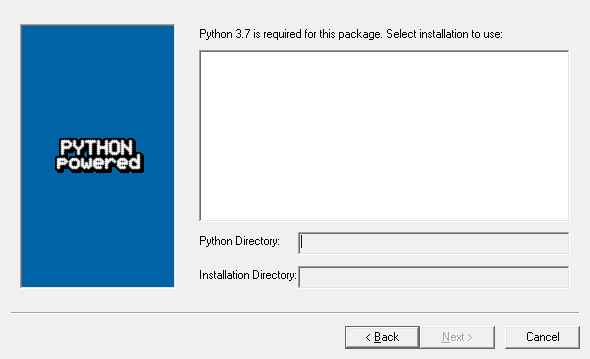 Python 3.7 is required for this package. Select installation to use:
PYTHON
powered
Python Directory:
Installation Directory:
< Back
Next >
Cancel